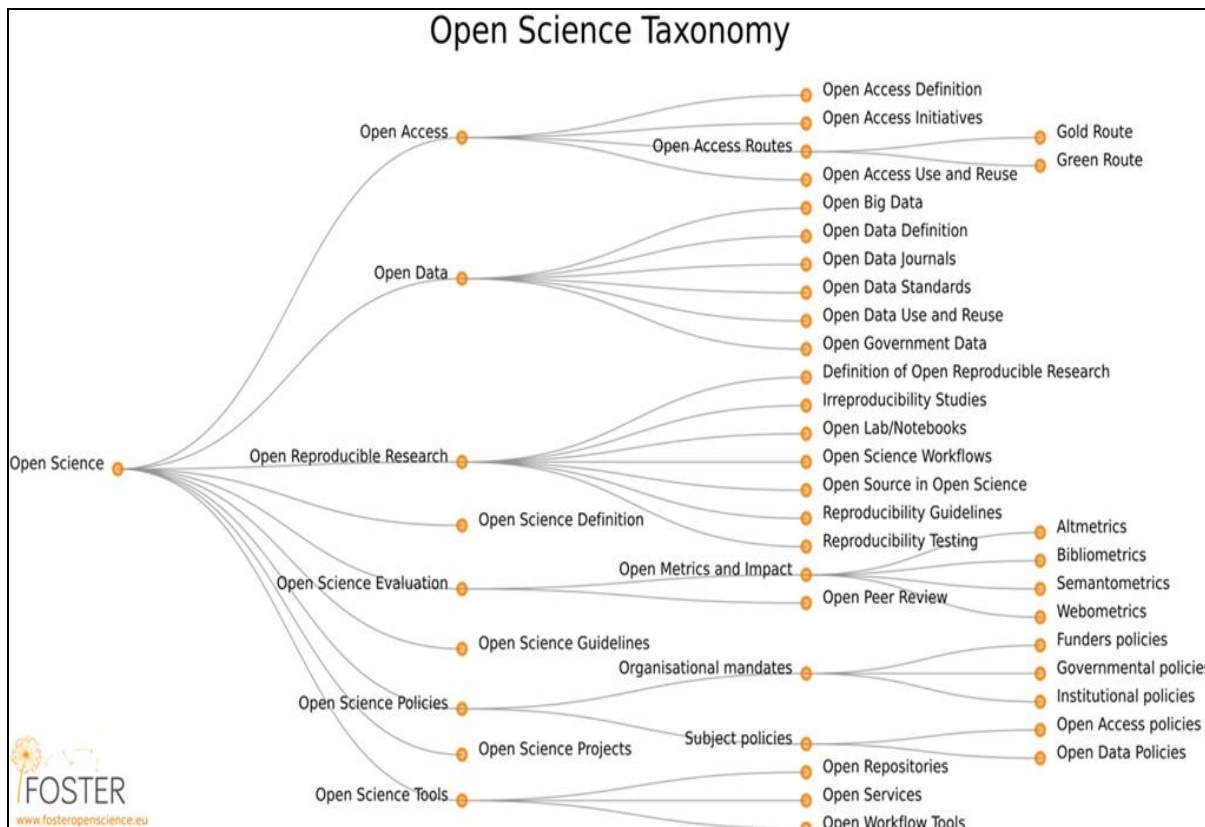 Open Science Taxonomy
Open Access Definition
Open Access Initiatives
Open Access
Open Access Routes
Gold Route
Green Route
Open Access Use and Reuse
Open Big Data
Open Data Definition
Open Data Journals
Open Data
Open Data Standards
Open Data Use and Reuse
Open Government Data
Definition of Open Reproducible Research
Irreproducibility Studies
Open Lab/Notebooks
Open Reproducible Research
Open Science Workflows
Open Science
Open Source in Open Science
Reproducibility Guidelines
Open Science Definition
Reproducibility Testing
Altmetrics
Bibliometrics
Open Metrics and Impact
Open Science Evaluation
Semantometrics
Open Peer Review
Webometrics
Open Science Guidelines
Funders policies
Organisational mandates
Governmental policies
Institutional policies
Open Science Policies
Open Access policies
Subject policies
Open Science Projects
Open Data Policies
Open Repositories
Open Science Tools
Open Services
Open Workflow Tools
FOSTER
www.fosteropenscience.eu